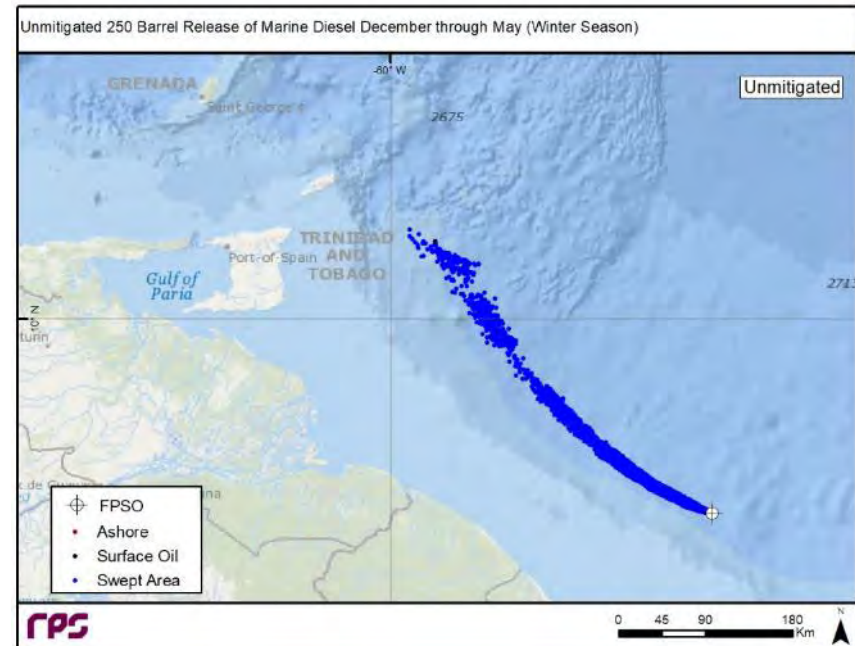 Unmitigated 250 Barrel Release of Marine Diesel December through May (Winter Season)
-60° W
GRENADA
Saint George's
Unmitigated
2675
TRINIDAD
AND
TOBAGO
Port-of-Spain
Gulf of
Paria
2713
turin
FPSO
Ashore
Surface Oil
Swept Area
rps
0 45 90 180
Km
N